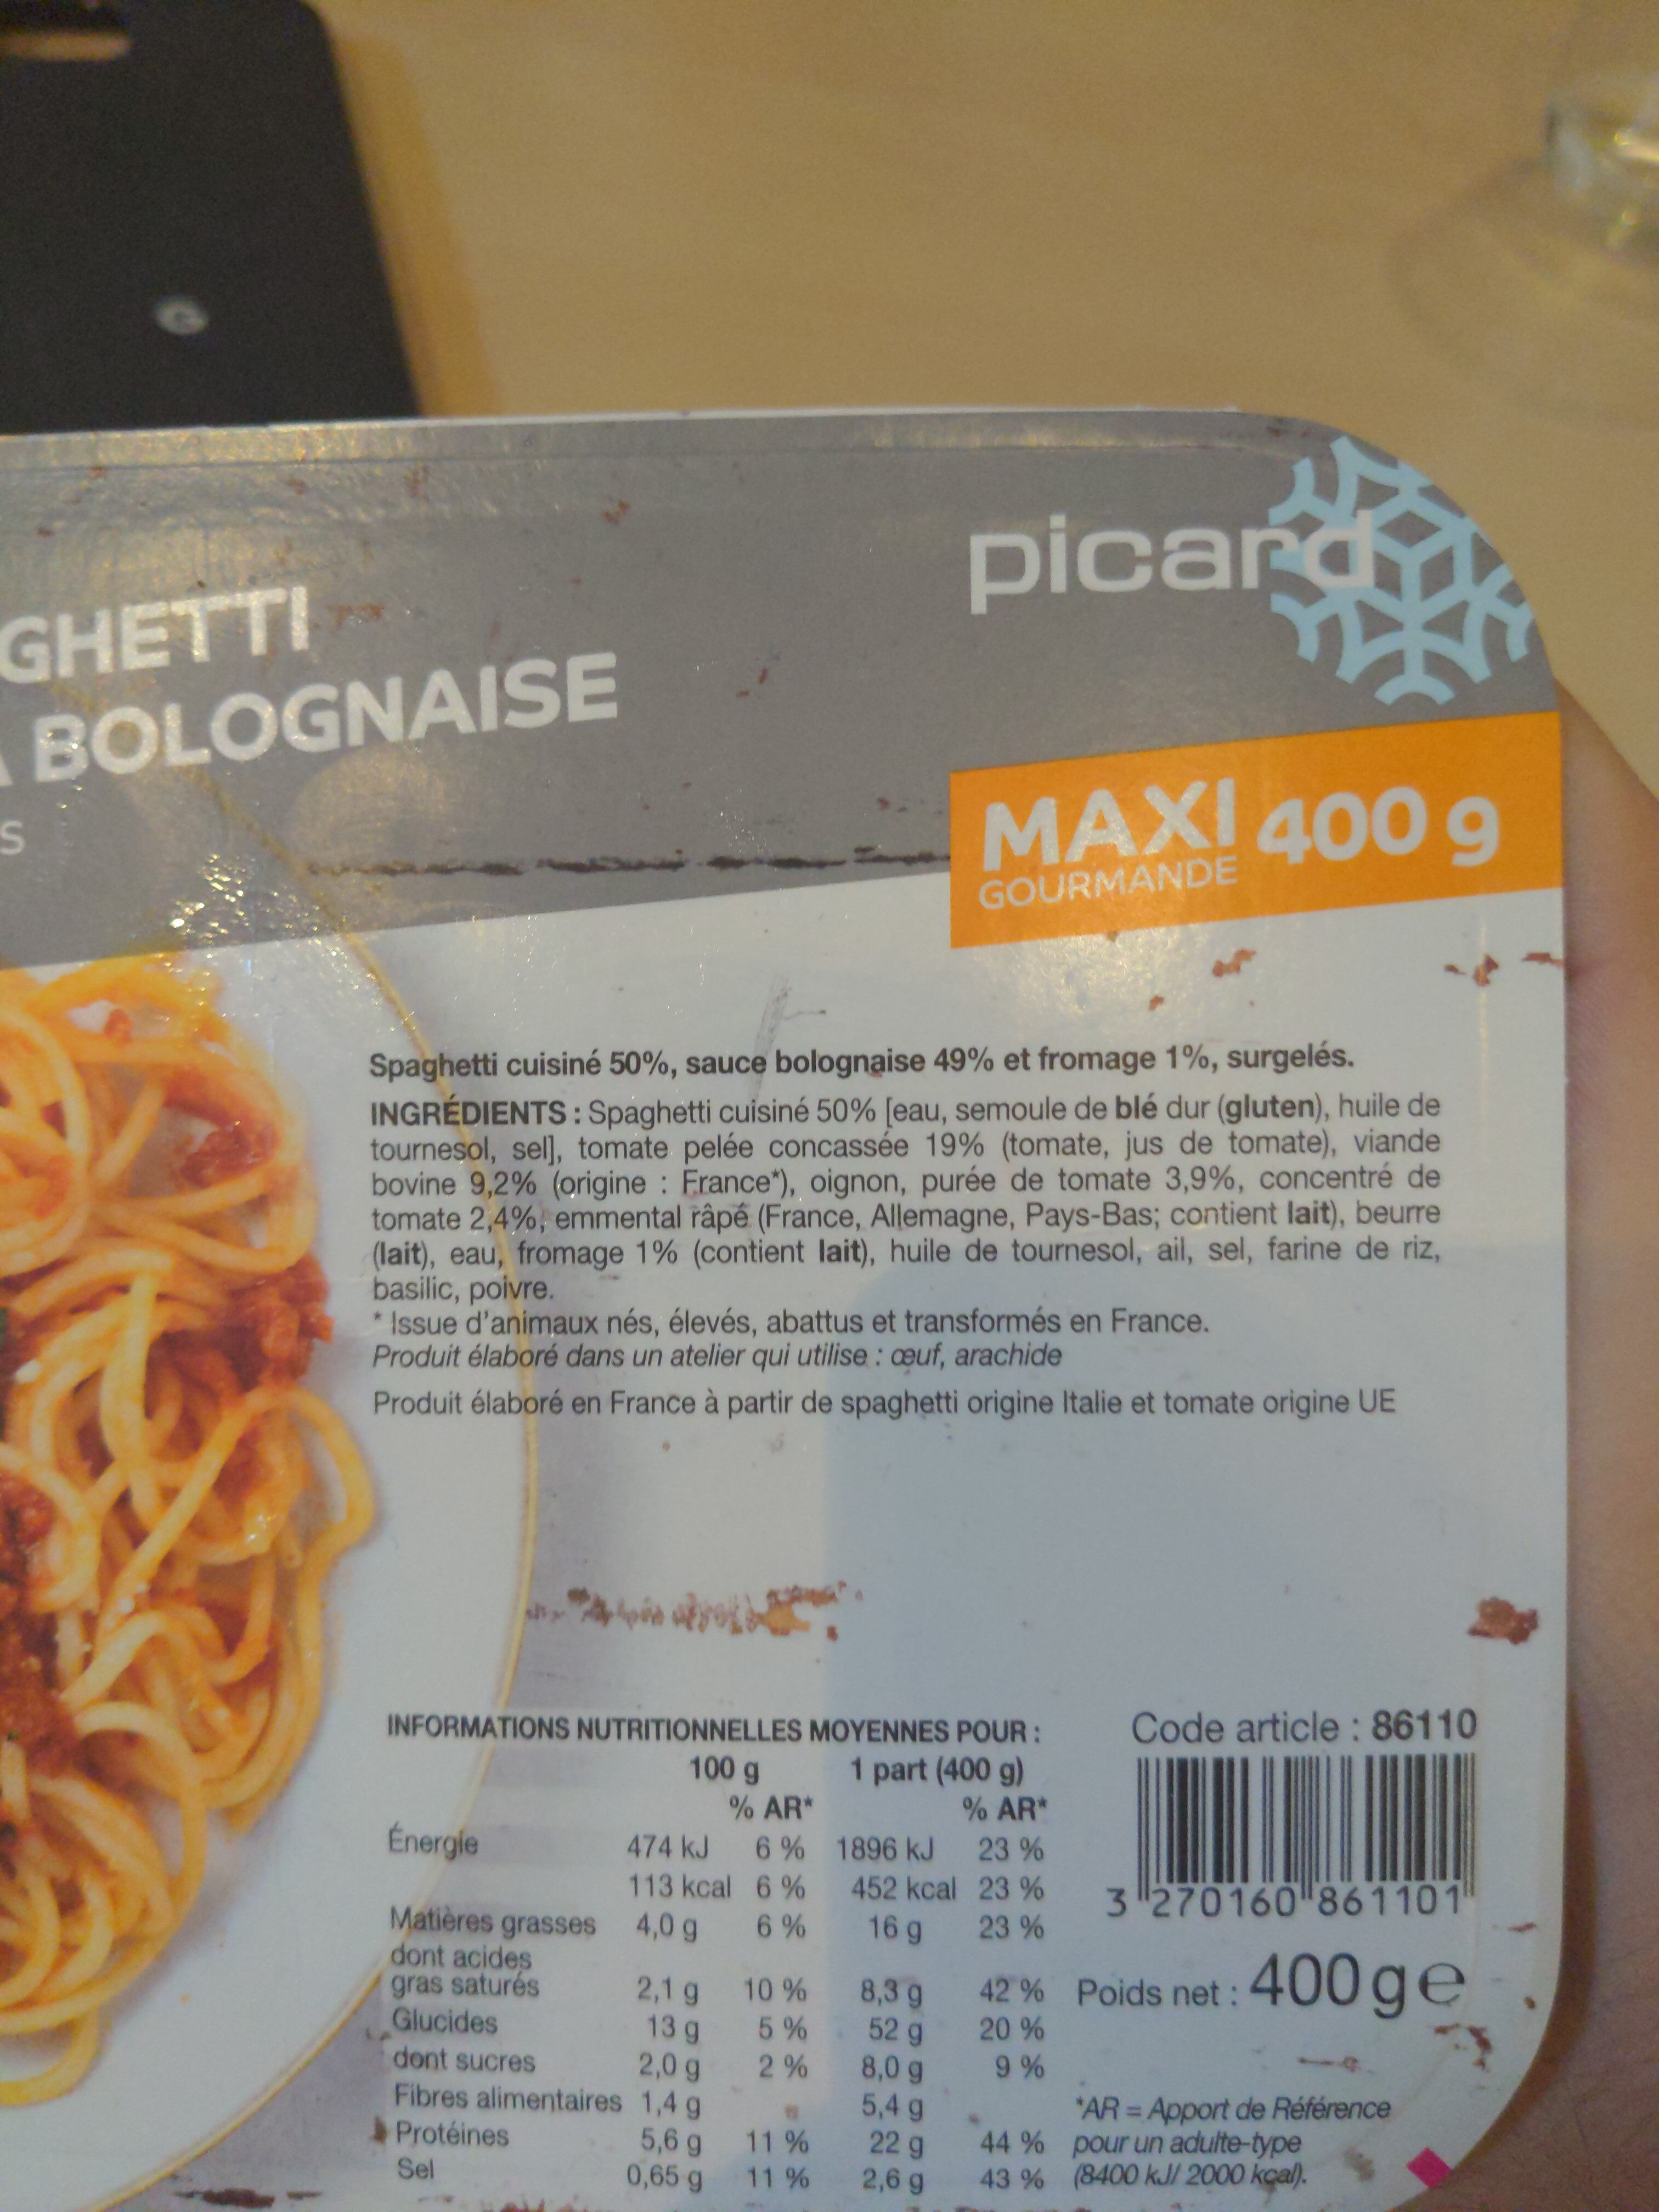 picard
GHETTI
A BOLOGNAISE
S
MAXI 400 g
GOURMANDE
Spaghetti cuisiné 50%, sauce bolognaise 49% et fromage 1%, surgelés.
INGRÉDIENTS : Spaghetti cuisiné 50% [eau, semoule de blé dur (gluten), huile de
tournesol, sel], tomate pelée concassée 19% (tomate, jus de tomate), viande
bovine 9,2% (origine : France*), oignon, purée de tomate 3,9%, concentré de
tomate 2,4%, emmental râpé (France, Allemagne, Pays-Bas; contient lait), beurre
(lait), eau, fromage 1% (contient lait), huile de tournesol, ail, sel, farine de riz,
basilic, poivre.
* Issue d'animaux nés, élevés, abattus et transformés en France.
Produit élaboré dans un atelier qui utilise : œuf, arachide
Produit élaboré en France à partir de spaghetti origine Italie et tomate origine UE
INFORMATIONS NUTRITIONNELLES MOYENNES POUR :
100 g 1 part (400 g)
% AR* % AR*
Énergie 474 kJ 6 % 1896 kJ 23 %
113 kcal 6 % 452 kcal 23 %
Matières grasses 4,0 g 6 % 16 g 23 %
dont acides
gras saturés 2,1 g 10 % 8,3 g 42 %
Glucides 13 g 5 % 52 g 20 %
dont sucres 2,0 g 2 % 8,0 g 9 %
Fibres alimentaires 1,4 g 5,4 g
Protéines 5,6 g 11 % 22 g 44 %
Sel 0,65 g 11 % 2,6 g 43 %
Code article : 86110
3 270160 861101
Poids net : 400 g e
*AR = Apport de Référence
pour un adulte-type
(8400 kJ/ 2000 kcal).